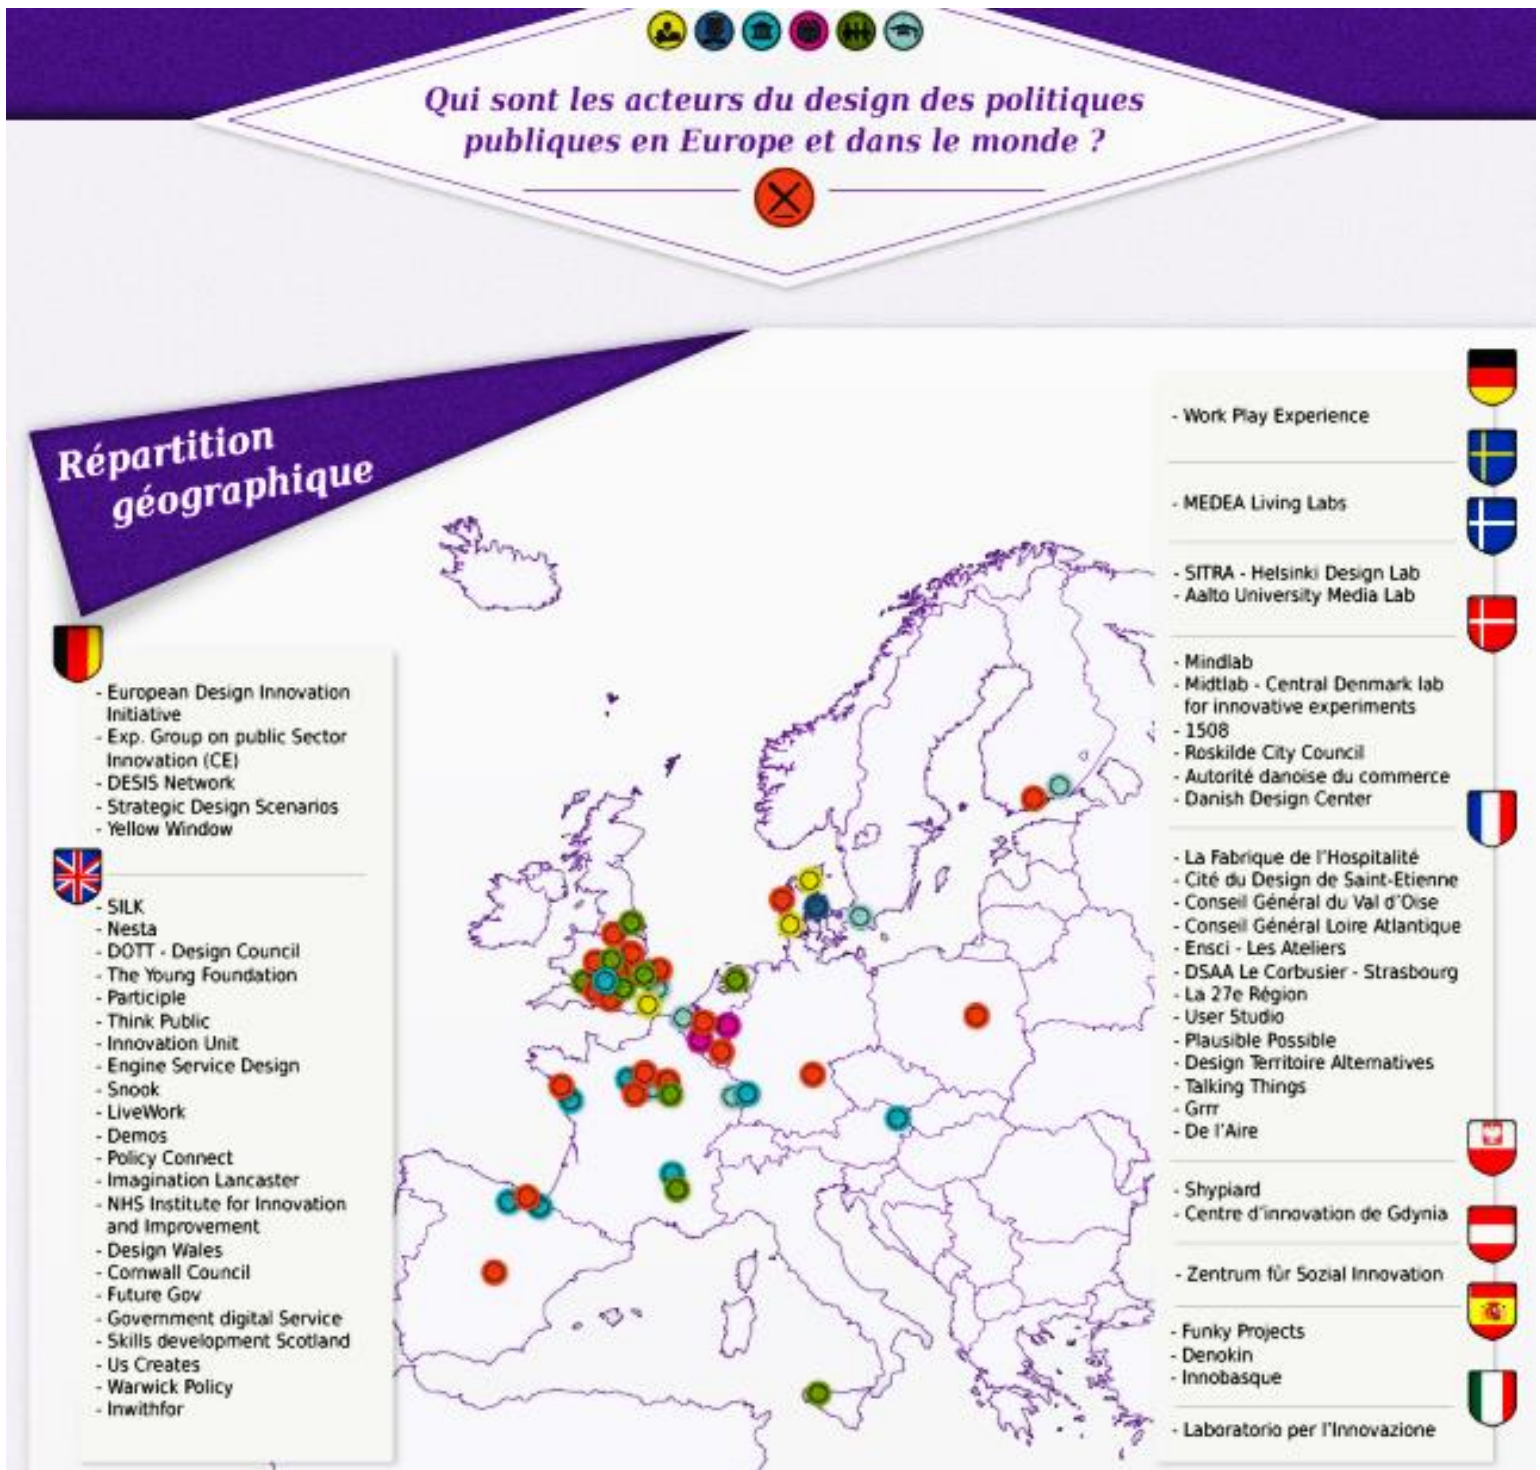 Qui sont les acteurs du design des politiques
publiques en Europe et dans le monde ?
Répartition
géographique
- European Design Innovation
Initiative
- Exp. Group on public Sector
Innovation (CE)
- DESIS Network
- Strategic Design Scenarios
- Yellow Window
- SILK
- Nesta
- DOTT - Design Council
- The Young Foundation
- Participle
- Think Public
- Innovation Unit
- Engine Service Design
- Snook
- LiveWork
- Demos
- Policy Connect
- Imagination Lancaster
- NHS Institute for Innovation
and Improvement
- Design Wales
- Cornwall Council
- Future Gov
- Government digital Service
- Skills development Scotland
- Us Creates
- Warwick Policy
- Inwithfor
- Work Play Experience
- MEDEA Living Labs
- SITRA - Helsinki Design Lab
- Aalto University Media Lab
- Mindlab
- Midtlab - Central Denmark lab
for innovative experiments
- 1508
- Roskilde City Council
- Autorité danoise du commerce
- Danish Design Center
- La Fabrique de l'Hospitalité
- Cité du Design de Saint-Etienne
- Conseil Général du Val d'Oise
- Conseil Général Loire Atlantique
- Ensci - Les Ateliers
- DSAA Le Corbusier - Strasbourg
- La 27e Région
- User Studio
- Plausible Possible
- Design Territoire Alternatives
- Talking Things
- Grrr
- De l'Aire
- Shypiard
- Centre d'innovation de Gdynia
- Zentrum für Sozial Innovation
- Funky Projects
- Denokin
- Innobasque
- Laboratorio per l'Innovazione